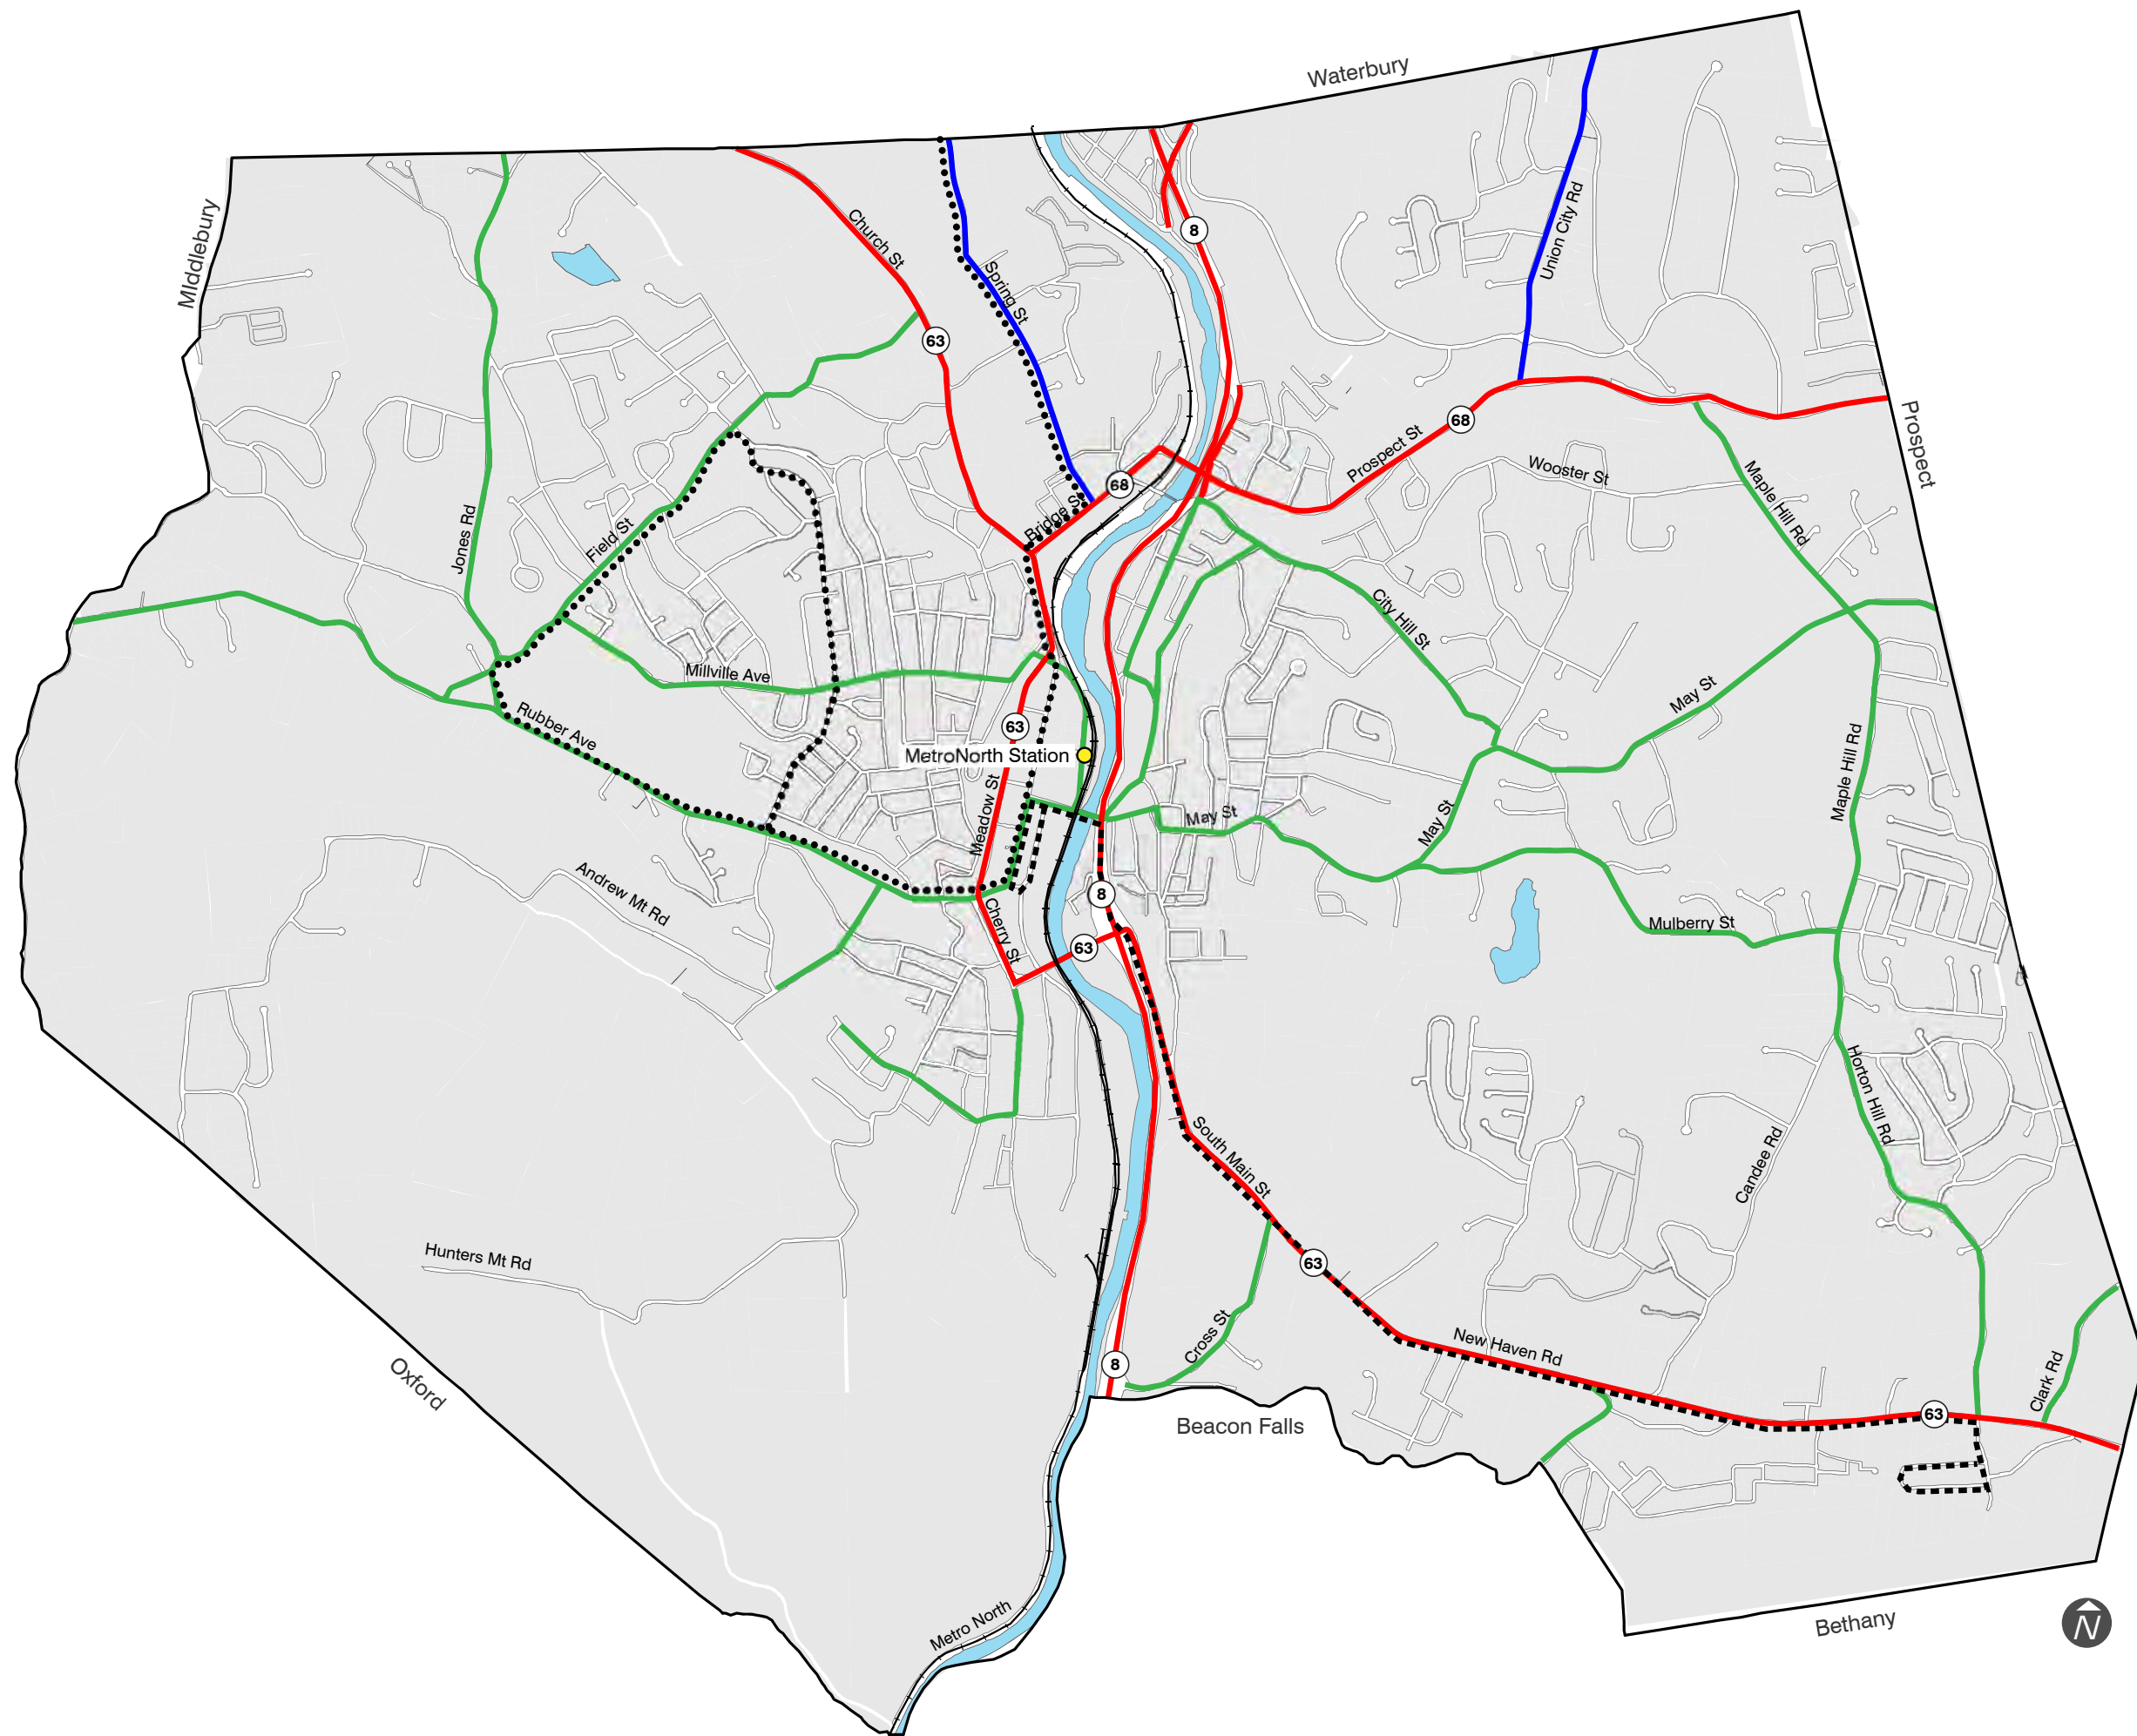 Waterbury
MIddlebury
Church St
8
Union City Rd
Spring St
63
Prospect
68
Prospect St
Wooster St
Maple Hill Rd
68
Bridge St
Jones Rd
Field St
City Hill St
Millville Ave
May St
Rubber Ave
63
MetroNorth Station
Maple Hill Rd
Meadow St
May St
May St
Andrew Mt Rd
8
Cherry St
Mulberry St
63
Horton Hill Rd
South Main St
Candee Rd
Hunters Mt Rd
63
Cross St
New Haven Rd
8
Clark Rd
Oxford
63
Beacon Falls
Metro North
Bethany
N